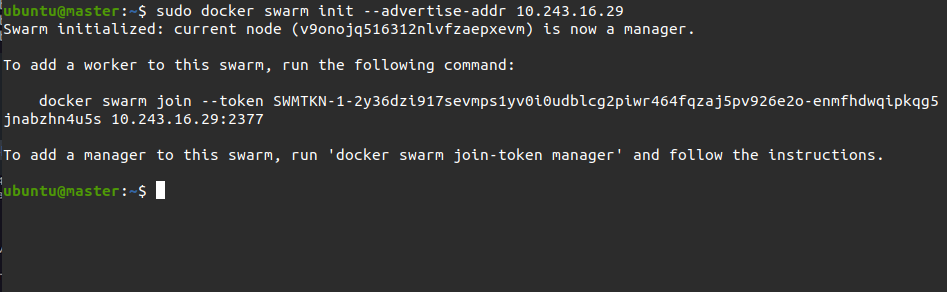 ubuntu@master:~$ sudo docker swarm init --advertise-addr 10.243.16.29
Swarm initialized: current node (v9onojq516312nlvfzaepxevm) is now a manager.
To add a worker to this swarm, run the following command:
docker swarm join --token SWMTKN-1-2y36dzi917sevmps1yv0i0udblcg2piwr464fqzaj5pv926e2o-enmfhdwqipkqg5
jnabzhn4u5s 10.243.16.29:2377
To add a manager to this swarm, run 'docker swarm join-token manager' and follow the instructions.
ubuntu@master:~$